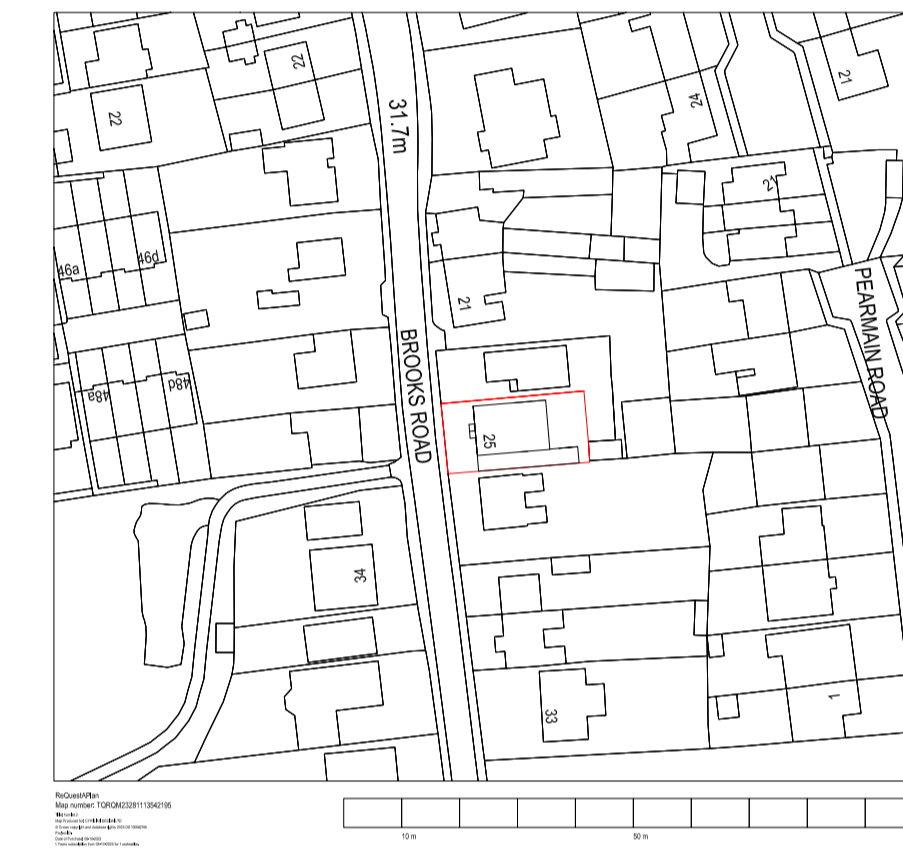 22
22
31.7m
24
21
21
46d
46a
21
PEARMAIN ROAD
BROOKS ROAD
48d
48a
25
34
33
1
ReQuestAPlan
Map number: TQRQM23281113542195
10 m
50 m